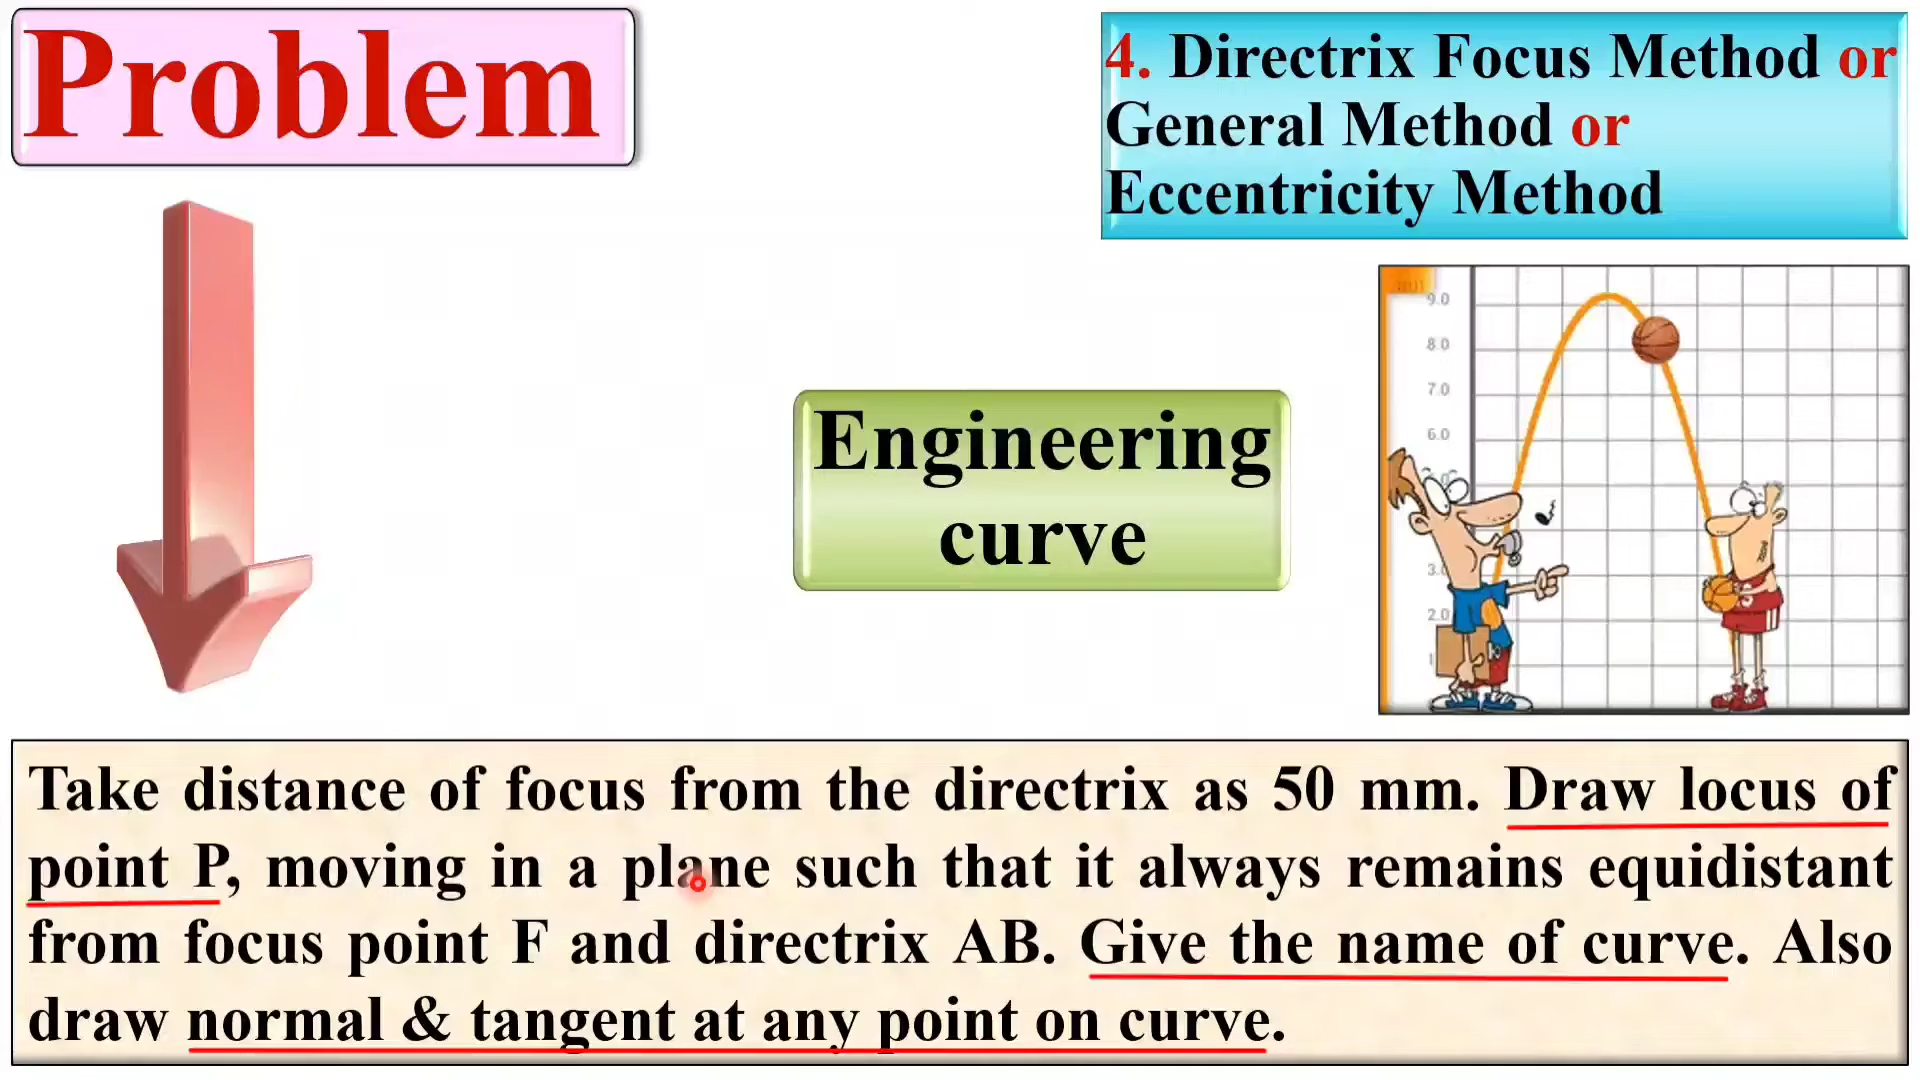 Problem
4. Directrix Focus Method or
General Method or
Eccentricity Method
9.0
8.0
7.0
6.0
2.0
Engineering
curve
Take distance of focus from the directrix as 50 mm. Draw locus of
point P, moving in a plane such that it always remains equidistant
from focus point F and directrix AB. Give the name of curve. Also
draw normal & tangent at any point on curve.